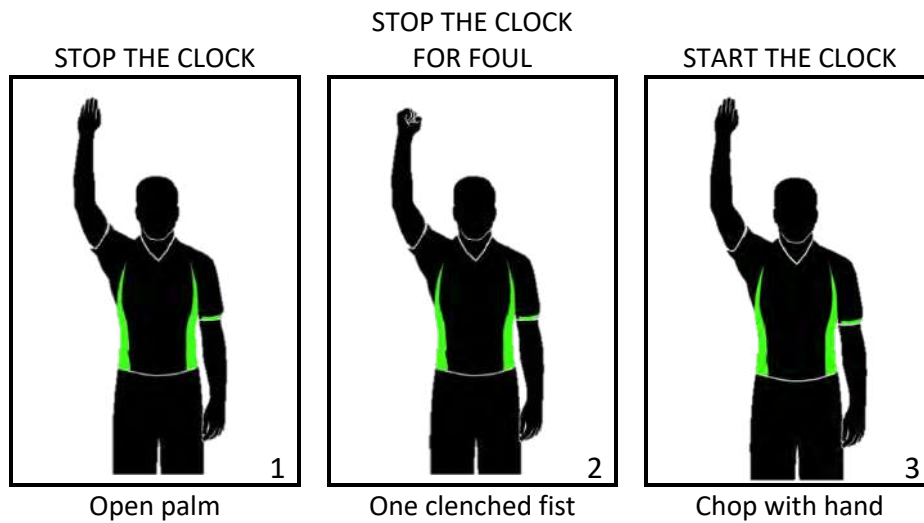 STOP THE CLOCK
STOP THE CLOCK
FOR FOUL
START THE CLOCK
1
2
3
Open palm
One clenched fist
Chop with hand